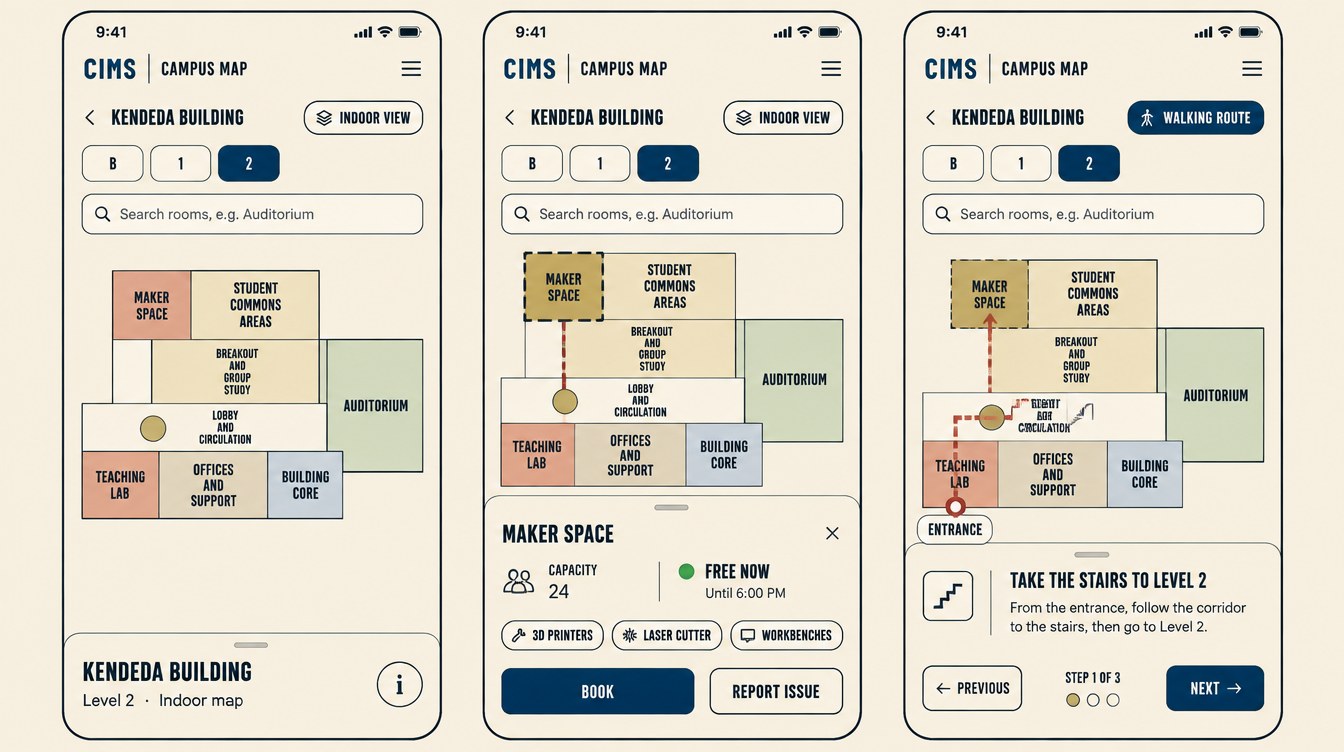 9:41
CIMS
CAMPUS MAP
KENDEDA BUILDING
INDOOR VIEW
B
1
2
Search rooms, e.g. Auditorium
MAKER
SPACE
STUDENT
COMMONS
AREAS
BREAKOUT
AND
GROUP
STUDY
AUDITORIUM
LOBBY
AND
CIRCULATION
TEACHING
LAB
OFFICES
AND
SUPPORT
BUILDING
CORE
KENDEDA BUILDING
Level 2 · Indoor map
i
9:41
CIMS
CAMPUS MAP
KENDEDA BUILDING
INDOOR VIEW
B
1
2
Search rooms, e.g. Auditorium
MAKER
SPACE
STUDENT
COMMONS
AREAS
BREAKOUT
AND
GROUP
STUDY
AUDITORIUM
LOBBY
AND
CIRCULATION
TEACHING
LAB
OFFICES
AND
SUPPORT
BUILDING
CORE
MAKER SPACE
CAPACITY
24
FREE NOW
Until 6:00 PM
3D PRINTERS
LASER CUTTER
WORKBENCHES
BOOK
REPORT ISSUE
9:41
CIMS
CAMPUS MAP
KENDEDA BUILDING
WALKING ROUTE
B
1
2
Search rooms, e.g. Auditorium
MAKER
SPACE
STUDENT
COMMONS
AREAS
BREAKOUT
AND
GROUP
STUDY
AUDITORIUM
CIRCULATION
TEACHING
LAB
OFFICES
AND
SUPPORT
BUILDING
CORE
ENTRANCE
TAKE THE STAIRS TO LEVEL 2
From the entrance, follow the corridor
to the stairs, then go to Level 2.
← PREVIOUS
STEP 1 OF 3
NEXT →